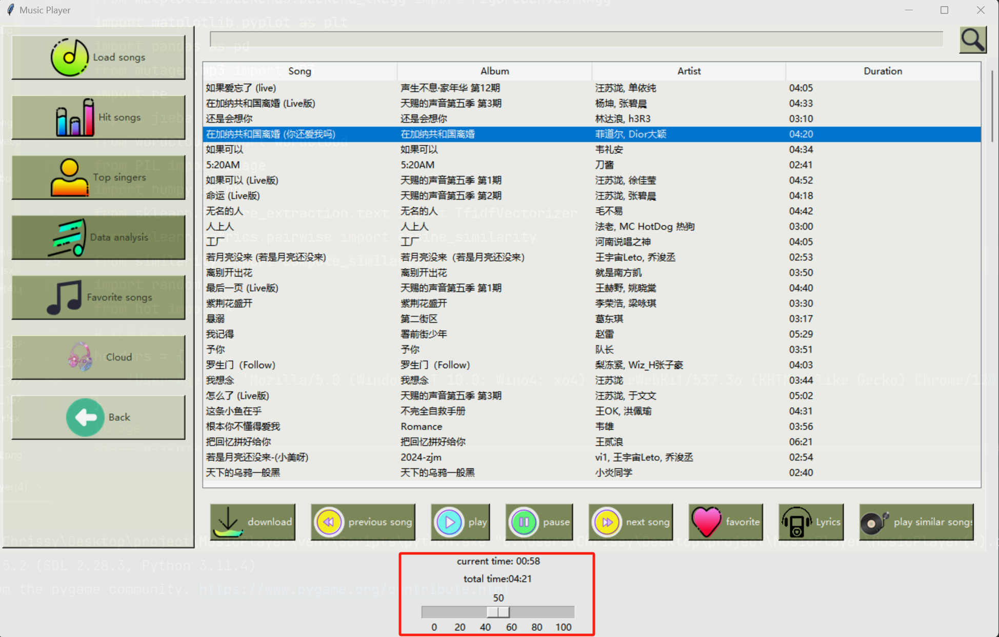 Music Player
Load songs
Hit songs
Top singers
Data analysis
Favorite songs
Cloud
Back
Song Album Artist Duration
如果爱忘了 (live) 声生不息·家年华 第12期 汪苏泷, 单依纯 04:05
在加纳共和国离婚 (Live版) 天赐的声音第五季 第3期 杨坤, 张碧晨 04:33
还是会想你 还是会想你 林达浪, h3R3 03:10
在加纳共和国离婚 (你还爱我吗) 在加纳共和国离婚 菲道尔, Dior大颖 04:20
如果可以 如果可以 韦礼安 04:34
5:20AM 5:20AM 刀酱 02:41
如果可以 (Live版) 天赐的声音第五季 第1期 汪苏泷, 徐佳莹 04:52
命运 (Live版) 天赐的声音第五季 第2期 汪苏泷, 张碧晨 04:18
无名的人 无名的人 毛不易 04:42
人上人 人上人 法老, MC HotDog 热狗 03:00
工厂 工厂 河南说唱之神 04:05
若月亮没来 (若是月亮还没来) 若月亮没来（若是月亮还没来） 王宇宙Leto, 乔浚丞 02:53
离别开出花 离别开出花 就是南方凯 03:50
最后一页 (Live版) 天赐的声音第五季 第1期 王赫野, 姚晓棠 04:40
紫荆花盛开 紫荆花盛开 李荣浩, 梁咏琪 03:30
悬溺 第二街区 葛东琪 03:17
我记得 署前街少年 赵雷 05:29
予你 予你 队长 03:51
罗生门（Follow） 罗生门（Follow） 梨冻紧, Wiz_H张子豪 04:03
我想念 我想念 汪苏泷 03:44
怎么了 (Live版) 天赐的声音第五季 第3期 汪苏泷, 于文文 05:02
这条小鱼在乎 不完全自救手册 王OK, 洪佩瑜 04:31
根本你不懂得爱我 Romance 韦雄 03:56
把回忆拼好给你 把回忆拼好给你 王贰浪 06:21
若是月亮还没来-(小美呀) 2024-zjm vi1, 王宇宙Leto, 乔浚丞 02:54
天下的乌鸦一般黑 天下的乌鸦一般黑 小炎同学 02:40
download previous song play pause next song favorite Lyrics play similar songs
current time: 00:58
total time:04:21
50
0 20 40 60 80 100